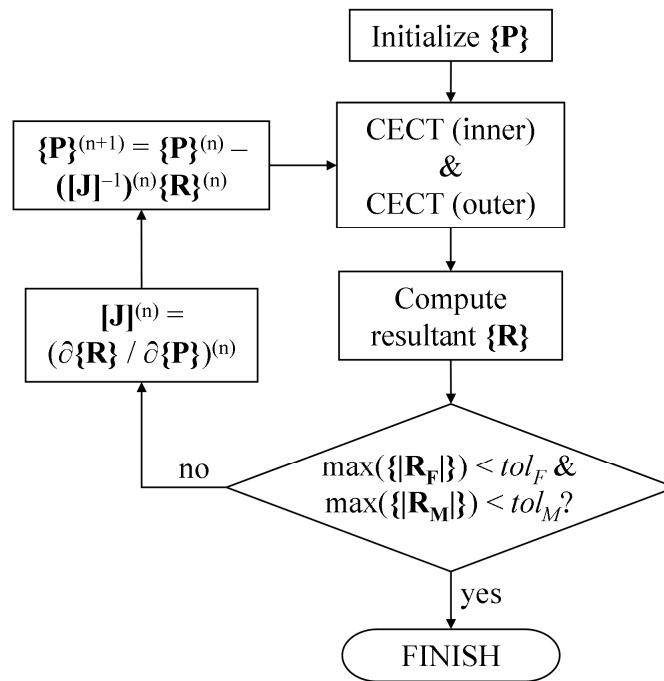 Initialize {P}
CECT (inner)
&
CECT (outer)
{P}⁽ⁿ⁺¹⁾ = {P}⁽ⁿ⁾ –
([J]⁻¹)⁽ⁿ⁾{R}⁽ⁿ⁾
Compute
resultant {R}
[J]⁽ⁿ⁾ =
(∂{R} / ∂{P})⁽ⁿ⁾
max({|R_F|}) < tol_F &
max({|R_M|}) < tol_M?
no
yes
FINISH